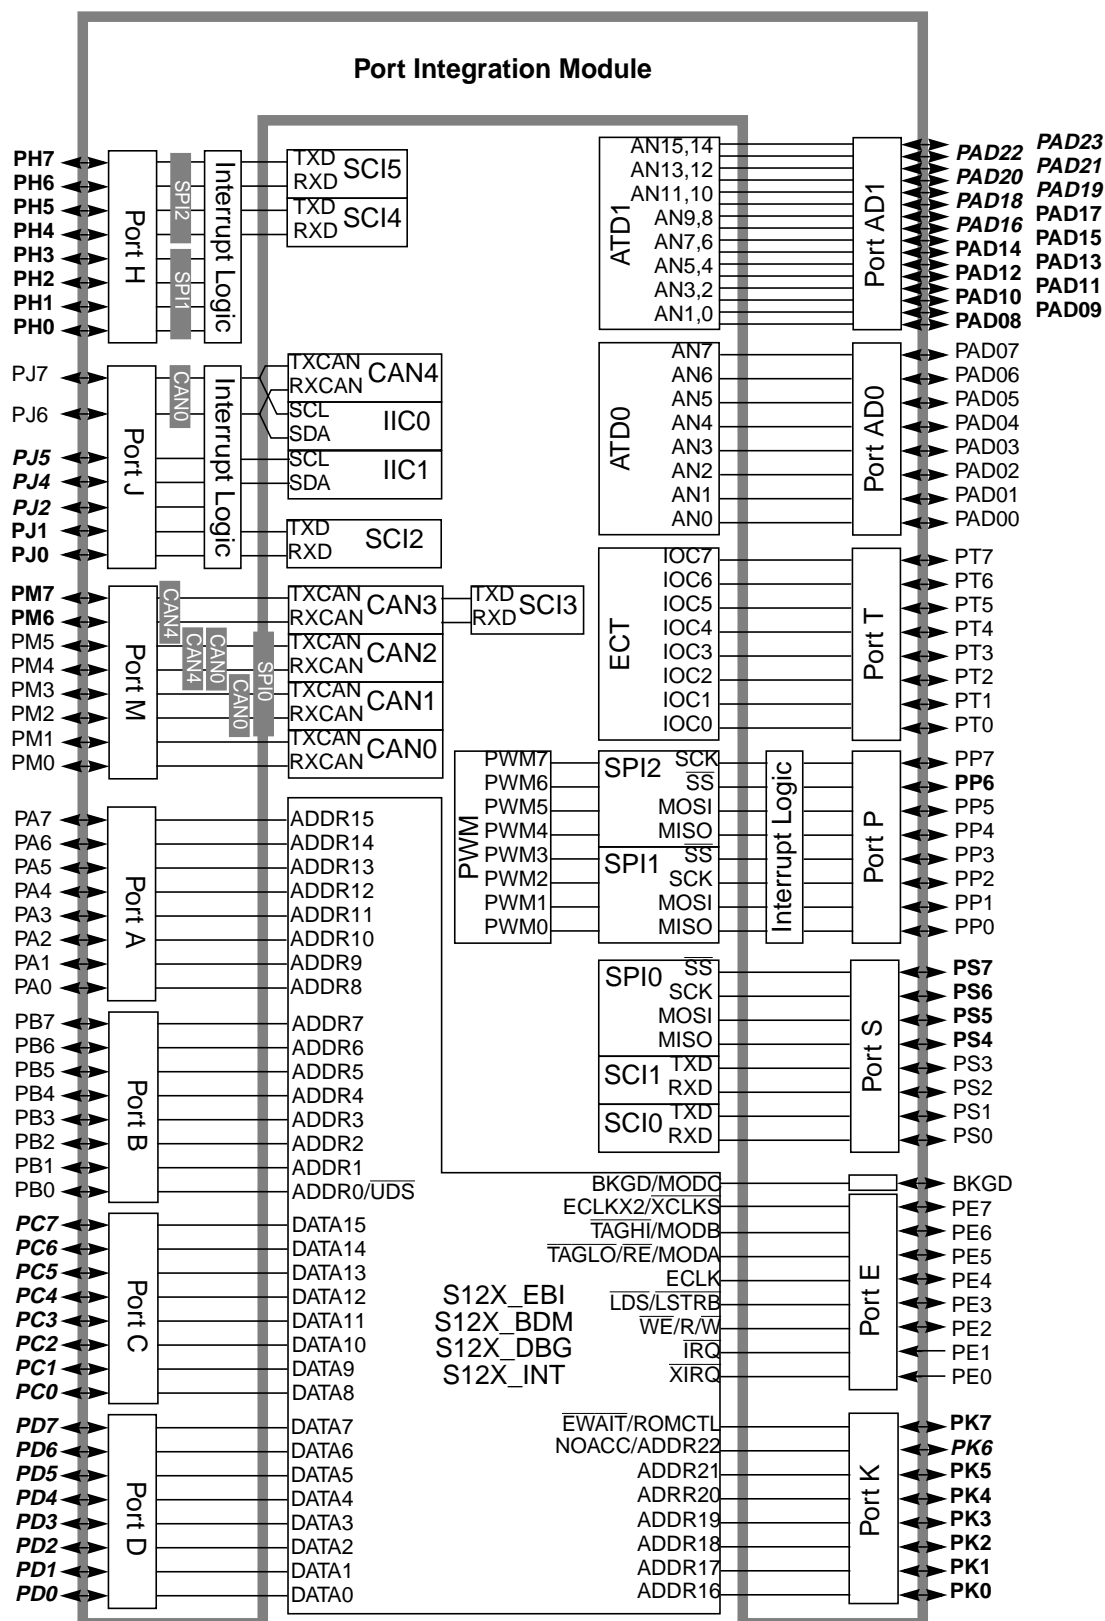 Port Integration Module
PH7
PH6
PH5
PH4
PH3
PH2
PH1
PH0
Port H
SPI2
SPI1
Interrupt Logic
TXD
RXD
SCI5
TXD
RXD
SCI4
PJ7
PJ6
PJ5
PJ4
PJ2
PJ1
PJ0
Port J
CAN0
Interrupt Logic
TXCAN
RXCAN
CAN4
SCL
SDA
IIC0
SCL
SDA
IIC1
TXD
RXD
SCI2
PM7
PM6
PM5
PM4
PM3
PM2
PM1
PM0
Port M
CAN4
CAN4
CAN0
CAN0
SPI0
TXCAN
RXCAN
CAN3
TXD
RXD
SCI3
TXCAN
RXCAN
CAN2
TXCAN
RXCAN
CAN1
TXCAN
RXCAN
CAN0
PA7
PA6
PA5
PA4
PA3
PA2
PA1
PA0
Port A
ADDR15
ADDR14
ADDR13
ADDR12
ADDR11
ADDR10
ADDR9
ADDR8
PB7
PB6
PB5
PB4
PB3
PB2
PB1
PB0
Port B
ADDR7
ADDR6
ADDR5
ADDR4
ADDR3
ADDR2
ADDR1
ADDR0/UDS
PC7
PC6
PC5
PC4
PC3
PC2
PC1
PC0
Port C
DATA15
DATA14
DATA13
DATA12
DATA11
DATA10
DATA9
DATA8
PD7
PD6
PD5
PD4
PD3
PD2
PD1
PD0
Port D
DATA7
DATA6
DATA5
DATA4
DATA3
DATA2
DATA1
DATA0
S12X_EBI
S12X_BDM
S12X_DBG
S12X_INT
ATD1
AN15,14
AN13,12
AN11,10
AN9,8
AN7,6
AN5,4
AN3,2
AN1,0
Port AD1
PAD23
PAD22
PAD21
PAD20
PAD19
PAD18
PAD17
PAD16
PAD15
PAD14
PAD13
PAD12
PAD11
PAD10
PAD09
PAD08
ATD0
AN7
AN6
AN5
AN4
AN3
AN2
AN1
AN0
Port AD0
PAD07
PAD06
PAD05
PAD04
PAD03
PAD02
PAD01
PAD00
ECT
IOC7
IOC6
IOC5
IOC4
IOC3
IOC2
IOC1
IOC0
Port T
PT7
PT6
PT5
PT4
PT3
PT2
PT1
PT0
PWM
PWM7
PWM6
PWM5
PWM4
PWM3
PWM2
PWM1
PWM0
SPI2
SCK
SS
MOSI
MISO
SPI1
SS
SCK
MOSI
MISO
Interrupt Logic
Port P
PP7
PP6
PP5
PP4
PP3
PP2
PP1
PP0
SPI0
SS
SCK
MOSI
MISO
SCI1
TXD
RXD
SCI0
TXD
RXD
Port S
PS7
PS6
PS5
PS4
PS3
PS2
PS1
PS0
BKGD/MODC
BKGD
ECLKX2/XCLKS
TAGHI/MODB
TAGLO/RE/MODA
ECLK
LDS/LSTRB
WE/R/W
IRQ
XIRQ
Port E
PE7
PE6
PE5
PE4
PE3
PE2
PE1
PE0
EWAIT/ROMCTL
NOACC/ADDR22
ADDR21
ADRR20
ADDR19
ADDR18
ADDR17
ADDR16
Port K
PK7
PK6
PK5
PK4
PK3
PK2
PK1
PK0